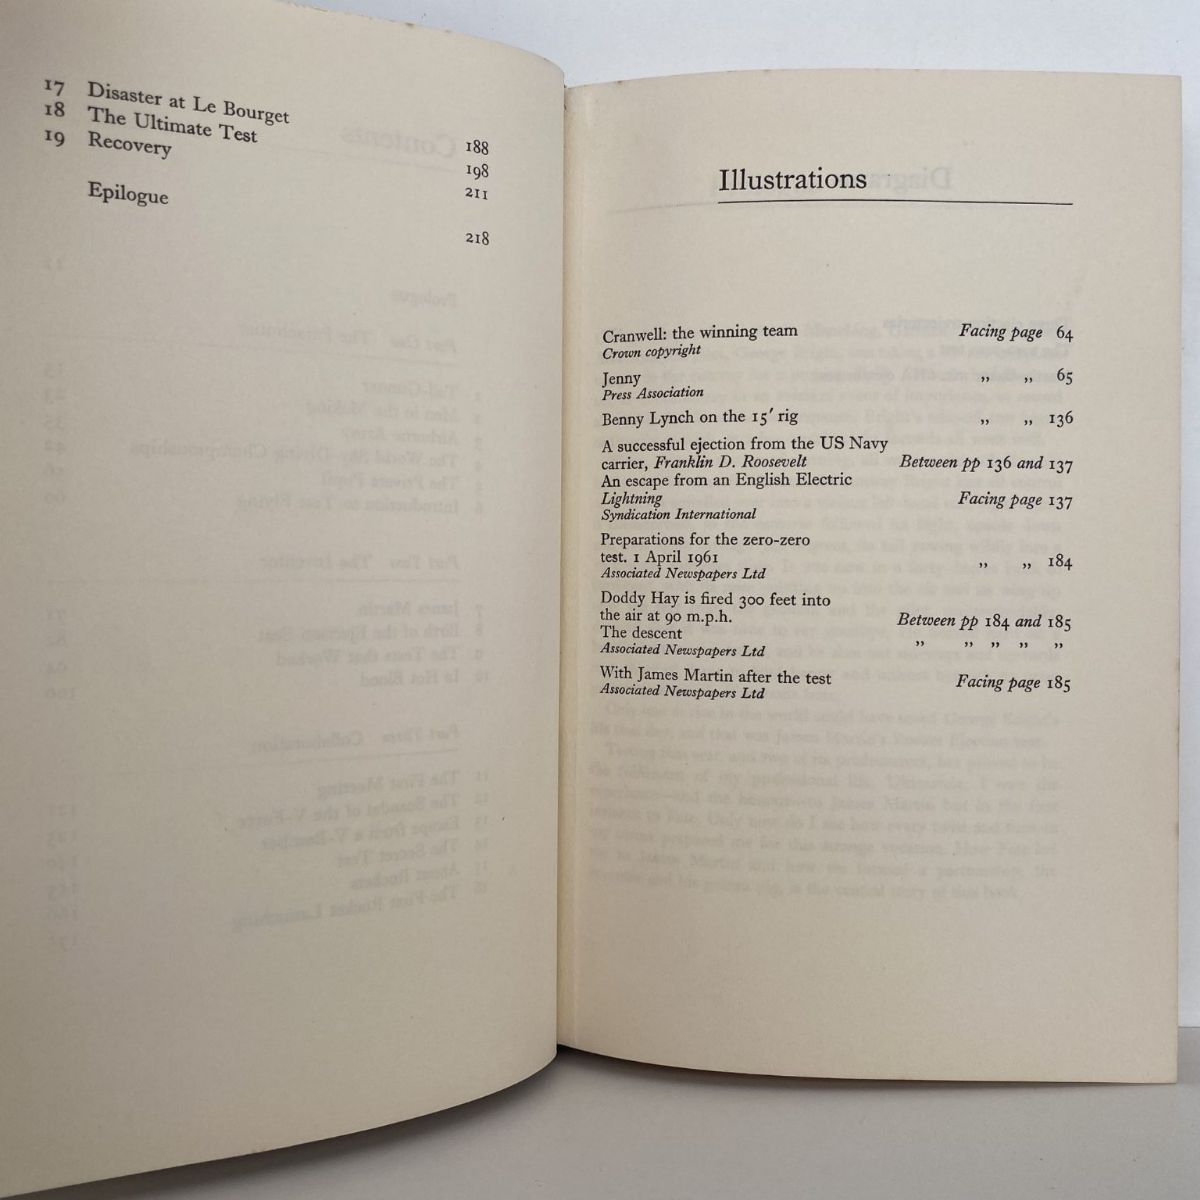 17 Disaster at Le Bourget 188
18 The Ultimate Test 198
19 Recovery 211
Epilogue 218
Illustrations
Cranwell: the winning team Facing page 64
Crown copyright
Jenny ,, ,, 65
Press Association
Benny Lynch on the 15′ rig ,, ,, 136
A successful ejection from the US Navy
carrier, Franklin D. Roosevelt Between pp 136 and 137
An escape from an English Electric
Lightning Facing page 137
Syndication International
Preparations for the zero-zero
test. 1 April 1961 ,, ,, 184
Associated Newspapers Ltd
Doddy Hay is fired 300 feet into
the air at 90 m.p.h. Between pp 184 and 185
The descent ,, ,, ,, ,, ,,
Associated Newspapers Ltd
With James Martin after the test Facing page 185
Associated Newspapers Ltd